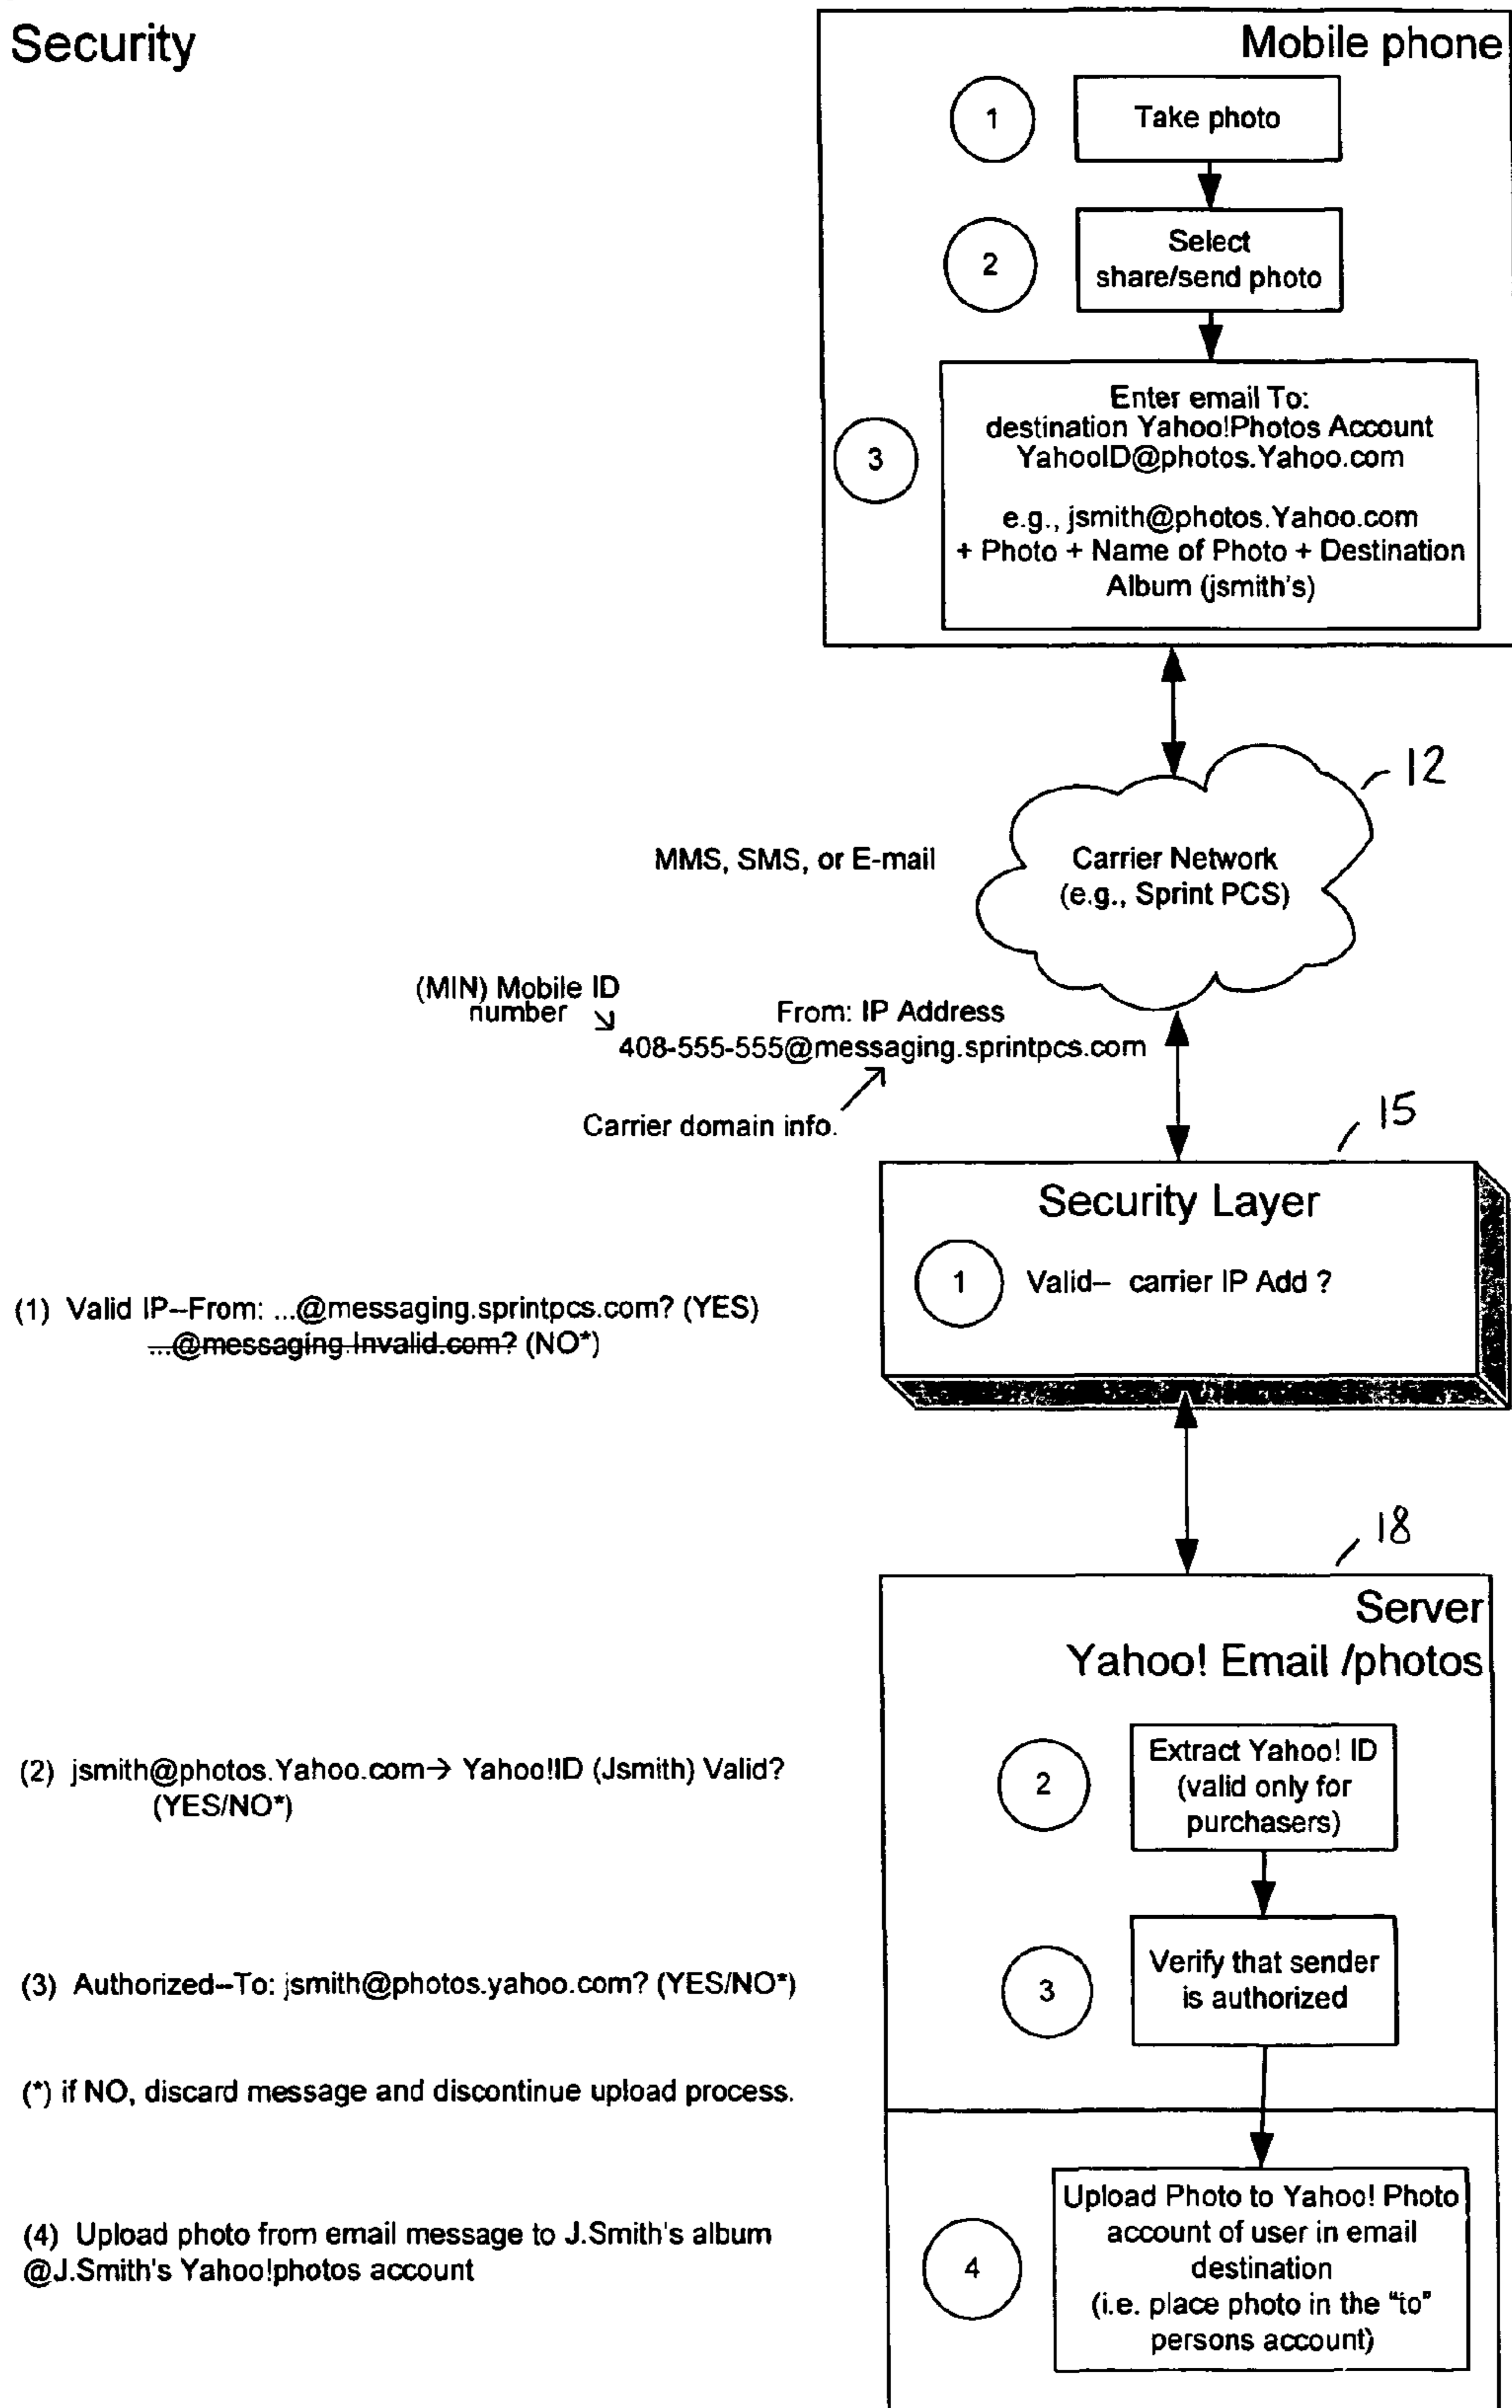 Security
Mobile phone
1
Take photo
2
Select
share/send photo
3
Enter email To:
destination Yahoo!Photos Account
YahooID@photos.Yahoo.com
e.g., jsmith@photos.Yahoo.com
+ Photo + Name of Photo + Destination
Album (jsmith's)
12
MMS, SMS, or E-mail
Carrier Network
(e.g., Sprint PCS)
(MIN) Mobile ID
number
From: IP Address
408-555-555@messaging.sprintpcs.com
Carrier domain info.
15
Security Layer
1
Valid-- carrier IP Add ?
(1) Valid IP--From: ...@messaging.sprintpcs.com? (YES)
...@messaging.Invalid.com? (NO*)
18
Server
Yahoo! Email /photos
2
Extract Yahoo! ID
(valid only for
purchasers)
(2) jsmith@photos.Yahoo.com→ Yahoo!ID (Jsmith) Valid?
(YES/NO*)
3
Verify that sender
is authorized
(3) Authorized--To: jsmith@photos.yahoo.com? (YES/NO*)
(*) if NO, discard message and discontinue upload process.
4
Upload Photo to Yahoo! Photo
account of user in email
destination
(i.e. place photo in the "to"
persons account)
(4) Upload photo from email message to J.Smith's album
@J.Smith's Yahoo!photos account